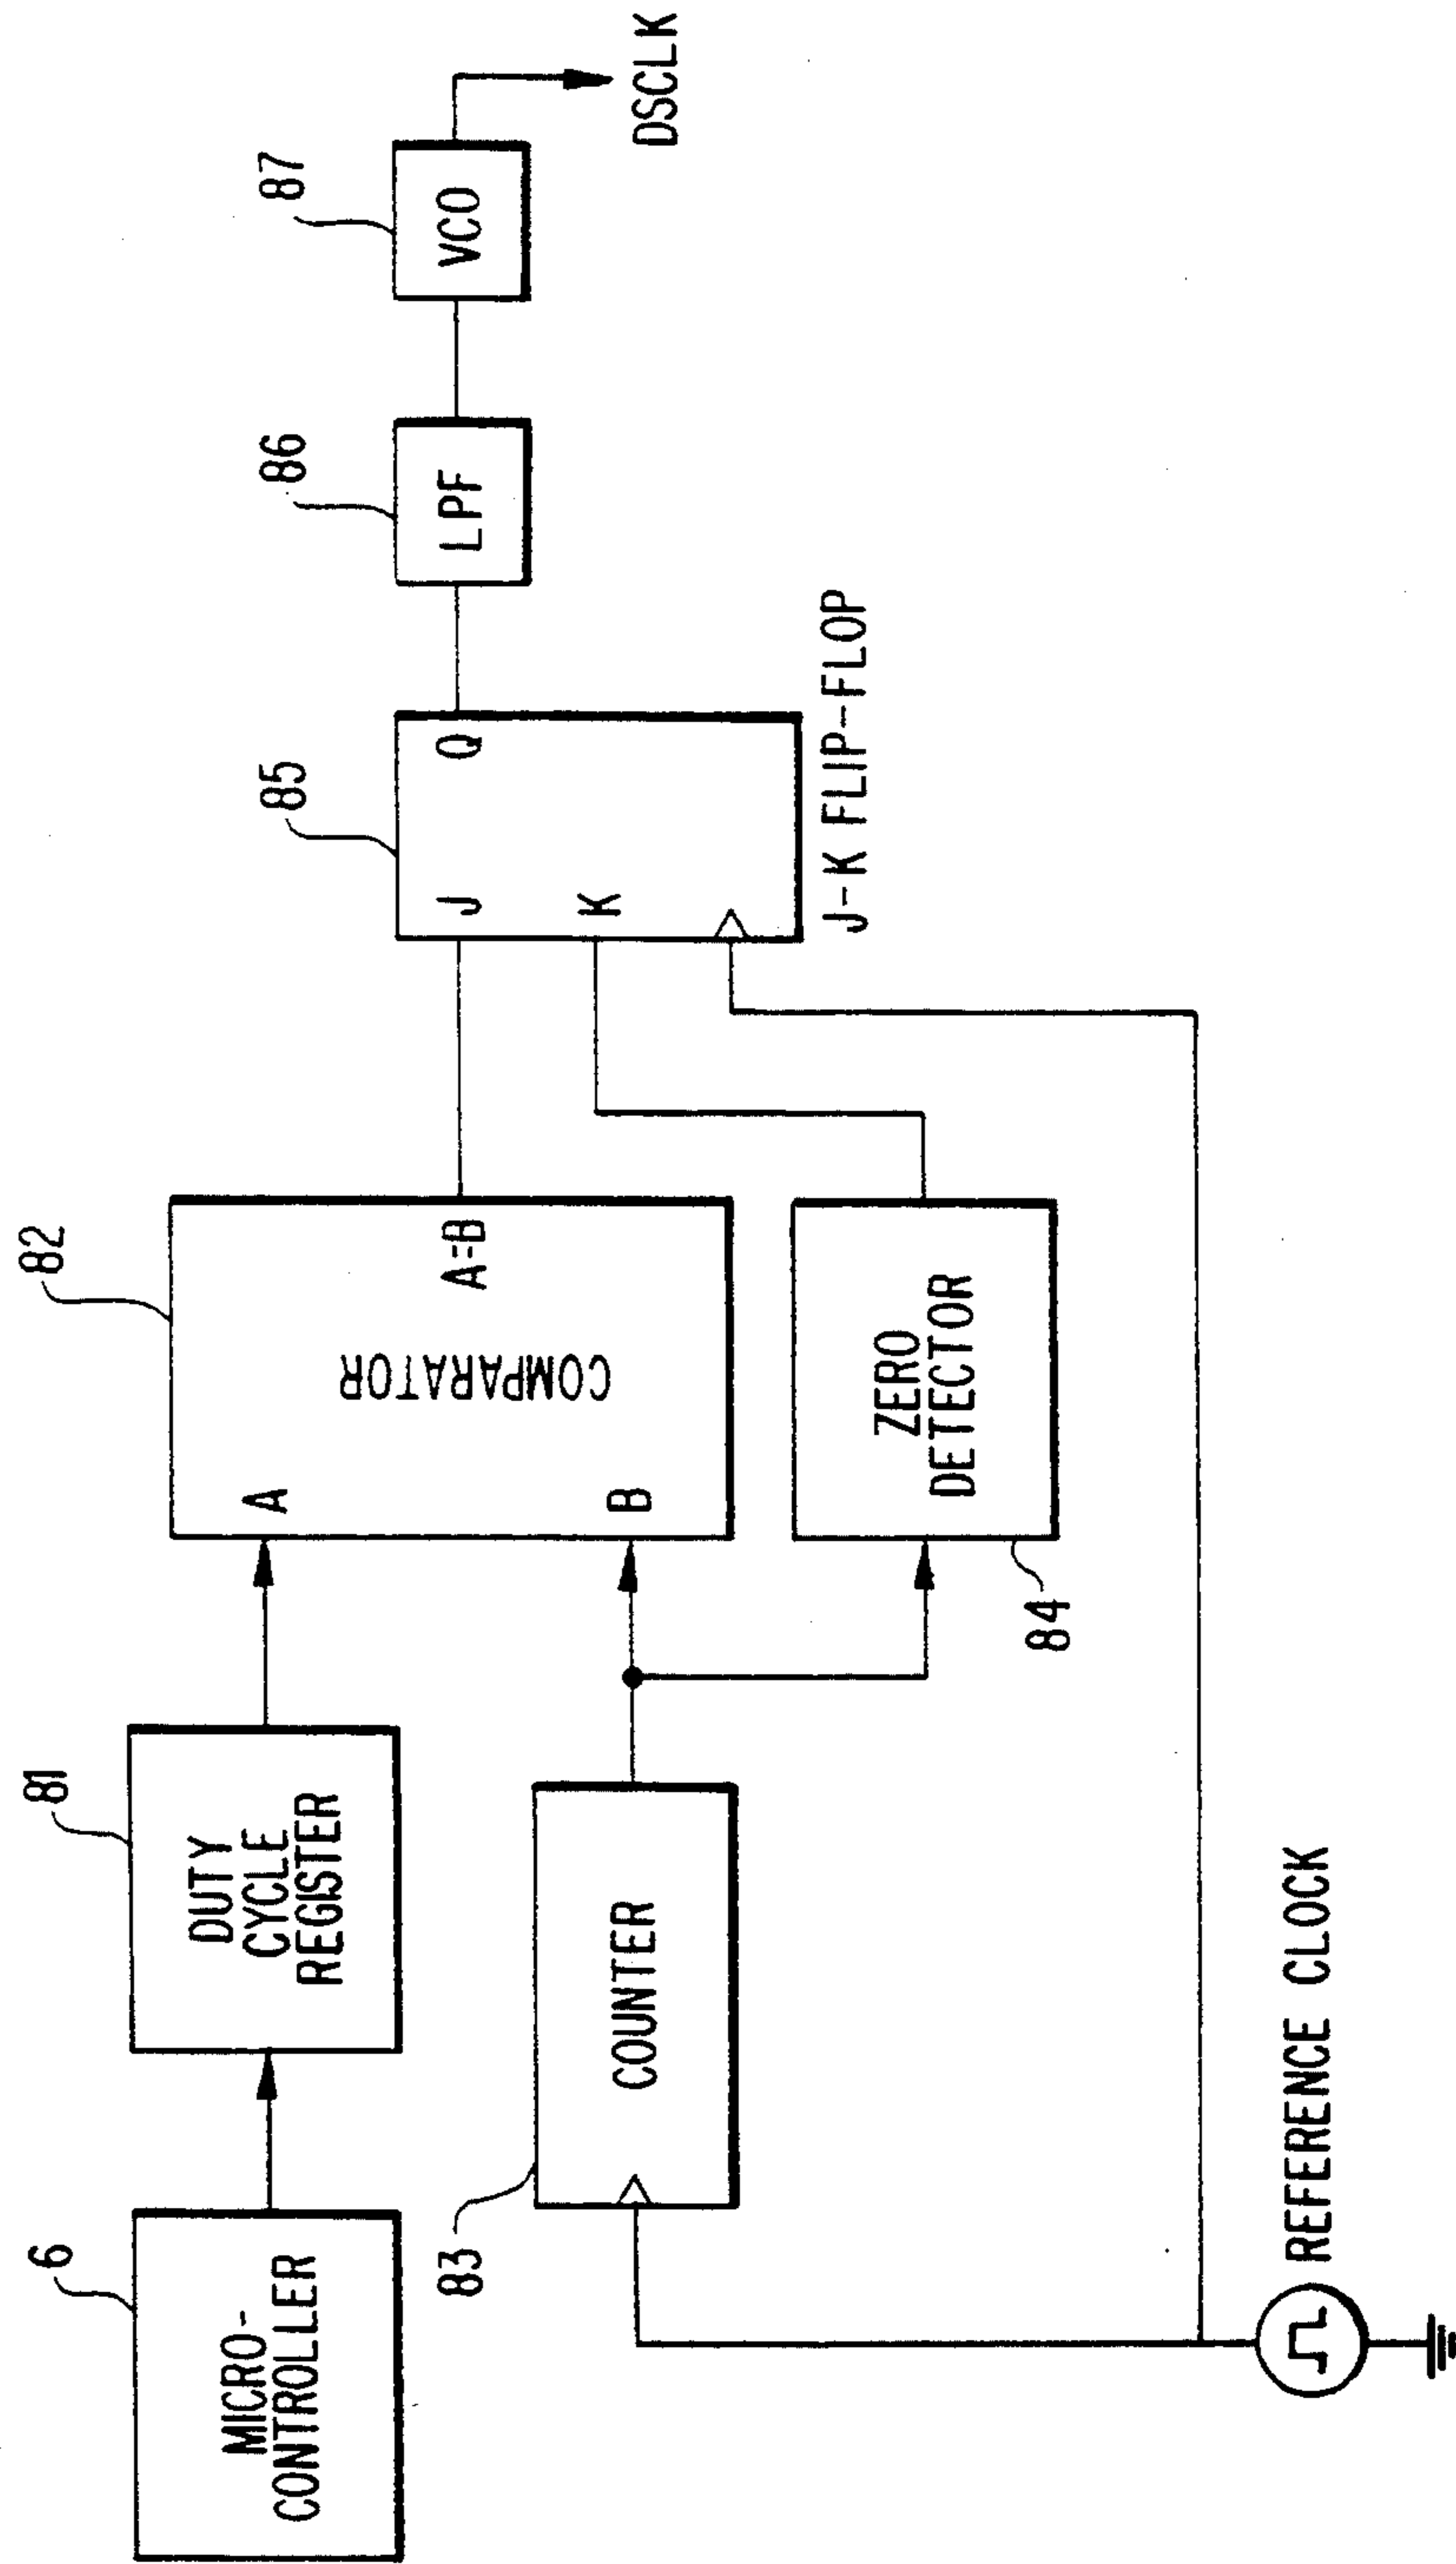 6
MICRO-
CONTROLLER
81
DUTY
CYCLE
REGISTER
82
A
B
COMPARATOR
A=B
83
COUNTER
84
ZERO
DETECTOR
85
J
K
Q
J-K FLIP-FLOP
86
LPF
87
VCO
DSCLK
REFERENCE CLOCK